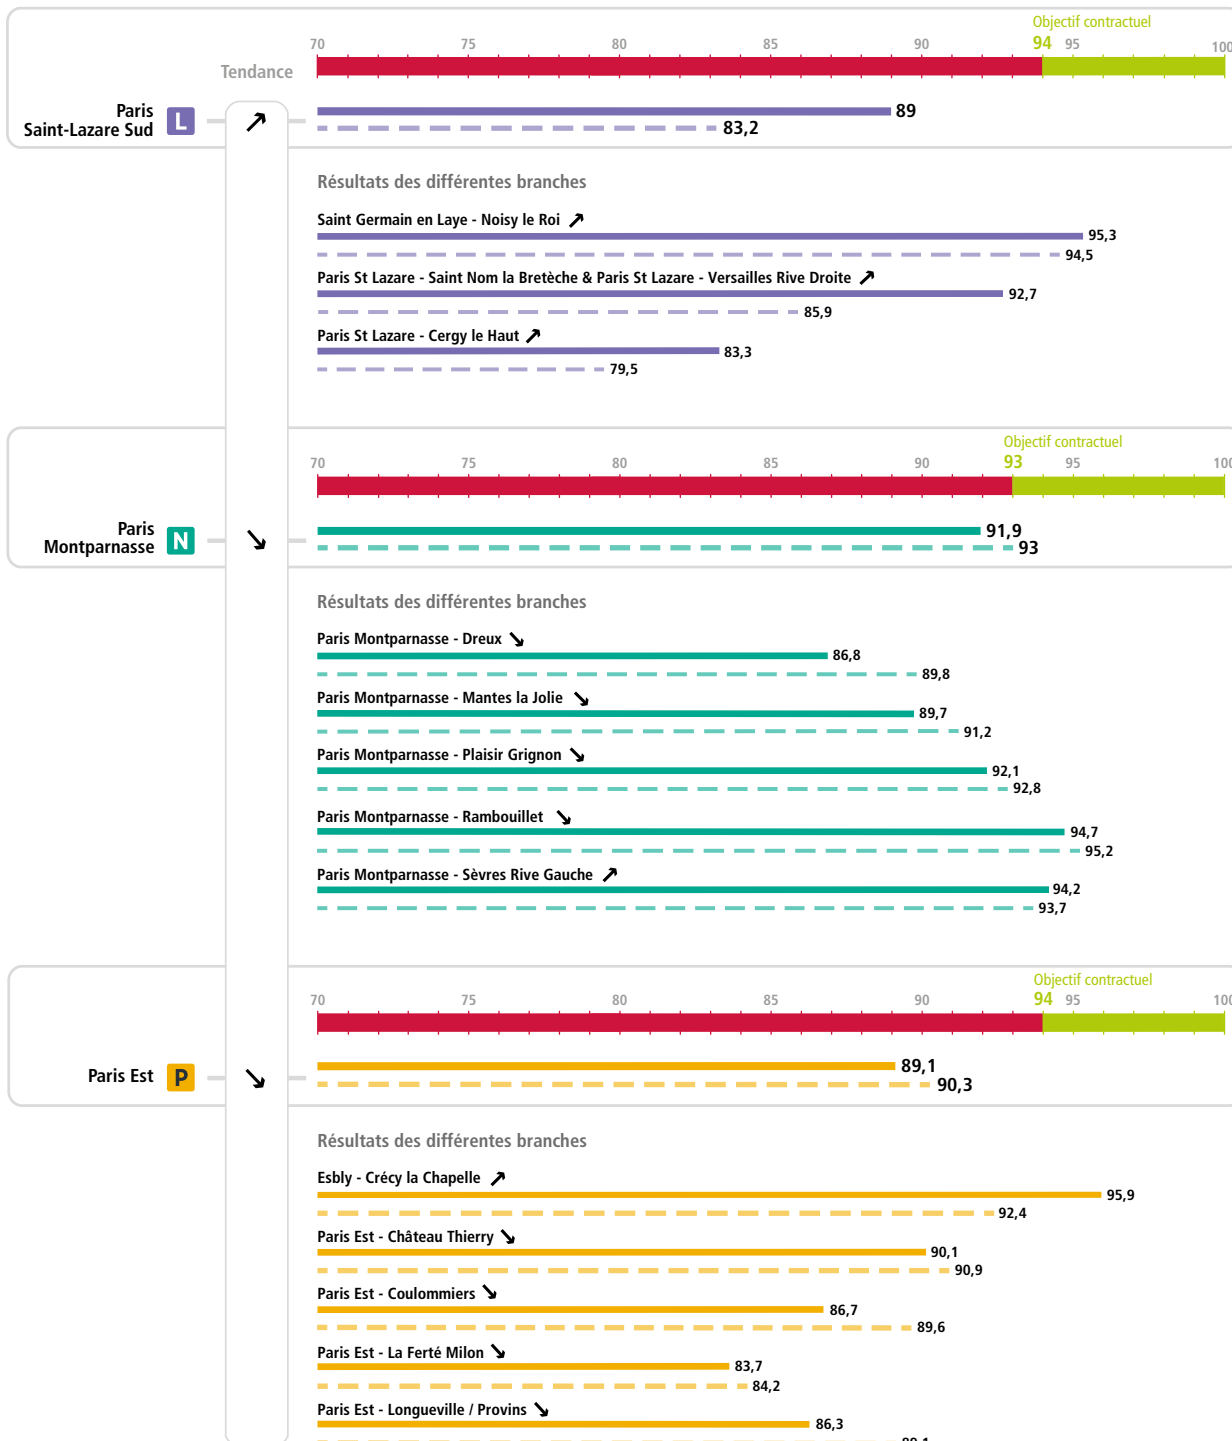 Objectif contractuel
70 75 80 85 90 94 95 100
Tendance
Paris
Saint-Lazare Sud
L
89
83,2
Résultats des différentes branches
Saint Germain en Laye - Noisy le Roi
95,3
94,5
Paris St Lazare - Saint Nom la Bretèche & Paris St Lazare - Versailles Rive Droite
92,7
85,9
Paris St Lazare - Cergy le Haut
83,3
79,5
Objectif contractuel
70 75 80 85 90 93 95 100
Paris
Montparnasse
N
91,9
93
Résultats des différentes branches
Paris Montparnasse - Dreux
86,8
89,8
Paris Montparnasse - Mantes la Jolie
89,7
91,2
Paris Montparnasse - Plaisir Grignon
92,1
92,8
Paris Montparnasse - Rambouillet
94,7
95,2
Paris Montparnasse - Sèvres Rive Gauche
94,2
93,7
Objectif contractuel
70 75 80 85 90 94 95 100
Paris Est P
89,1
90,3
Résultats des différentes branches
Esbly - Crécy la Chapelle
95,9
92,4
Paris Est - Château Thierry
90,1
90,9
Paris Est - Coulommiers
86,7
89,6
Paris Est - La Ferté Milon
83,7
84,2
Paris Est - Longueville / Provins
86,3